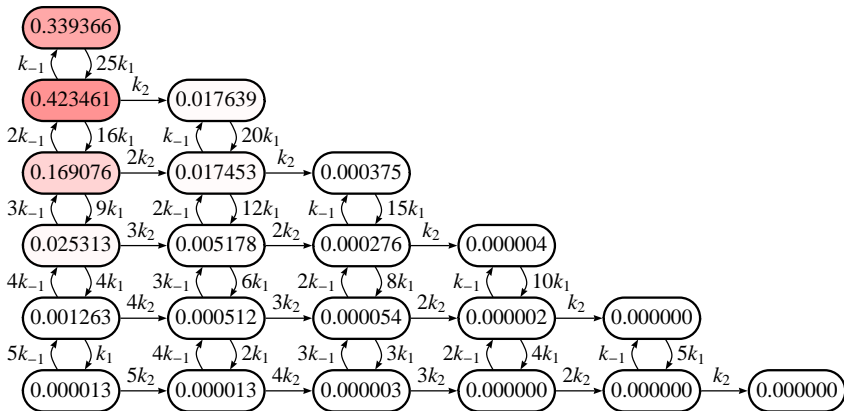 0.339366
k₋₁ 25k₁
k₂
0.423461 0.017639
2k₋₁ 16k₁ k₋₁ 20k₁
2k₂ k₂
0.169076 0.017453 0.000375
3k₋₁ 9k₁ 2k₋₁ 12k₁ k₋₁ 15k₁
3k₂ 2k₂ k₂
0.025313 0.005178 0.000276 0.000004
4k₋₁ 4k₁ 3k₋₁ 6k₁ 2k₋₁ 8k₁ k₋₁ 10k₁
4k₂ 3k₂ 2k₂ k₂
0.001263 0.000512 0.000054 0.000002 0.000000
5k₋₁ k₁ 4k₋₁ 2k₁ 3k₋₁ 3k₁ 2k₋₁ 4k₁ k₋₁ 5k₁
5k₂ 4k₂ 3k₂ 2k₂ k₂
0.000013 0.000013 0.000003 0.000000 0.000000 0.000000